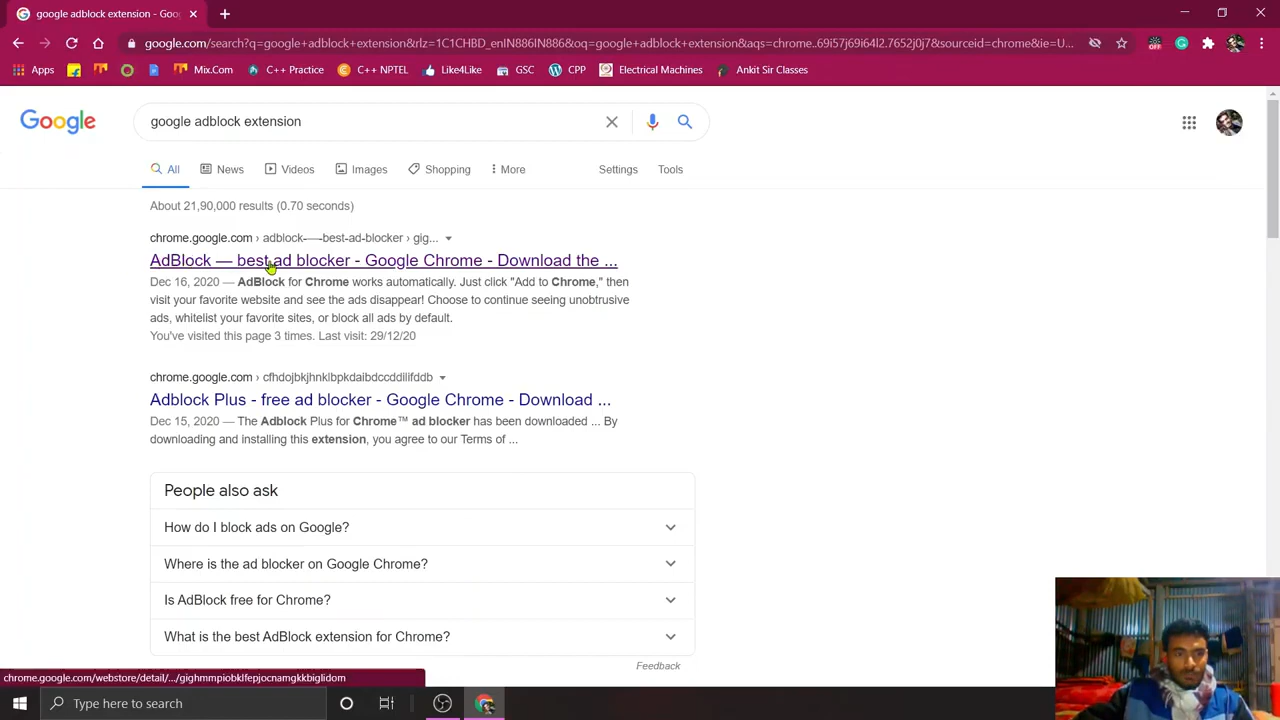 google adblock extension - Goog
google.com/search?q=google+adblock+extension&rlz=1C1CHBD_enIN886IN886&oq=google+adblock+extension&aqs=chrome..69i57j69i64l2.7652j0j7&sourceid=chrome&ie=U...
Apps
Mix.Com
C++ Practice
C++ NPTEL
Like4Like
GSC
CPP
Electrical Machines
Ankit Sir Classes
Google
google adblock extension
All
News
Videos
Images
Shopping
More
Settings
Tools
About 21,90,000 results (0.70 seconds)
chrome.google.com › adblock-—-best-ad-blocker › gig...
AdBlock — best ad blocker - Google Chrome - Download the ...
Dec 16, 2020 — AdBlock for Chrome works automatically. Just click "Add to Chrome," then
visit your favorite website and see the ads disappear! Choose to continue seeing unobtrusive
ads, whitelist your favorite sites, or block all ads by default.
You've visited this page 3 times. Last visit: 29/12/20
chrome.google.com › cfhdojbkjhnklbpkdaibdccddilifddb
Adblock Plus - free ad blocker - Google Chrome - Download ...
Dec 15, 2020 — The Adblock Plus for Chrome™ ad blocker has been downloaded ... By
downloading and installing this extension, you agree to our Terms of ...
People also ask
How do I block ads on Google?
Where is the ad blocker on Google Chrome?
Is AdBlock free for Chrome?
What is the best AdBlock extension for Chrome?
Feedback
chrome.google.com/webstore/detail/.../gighmmpiobklfepjocnamgkkbiglidom
Type here to search